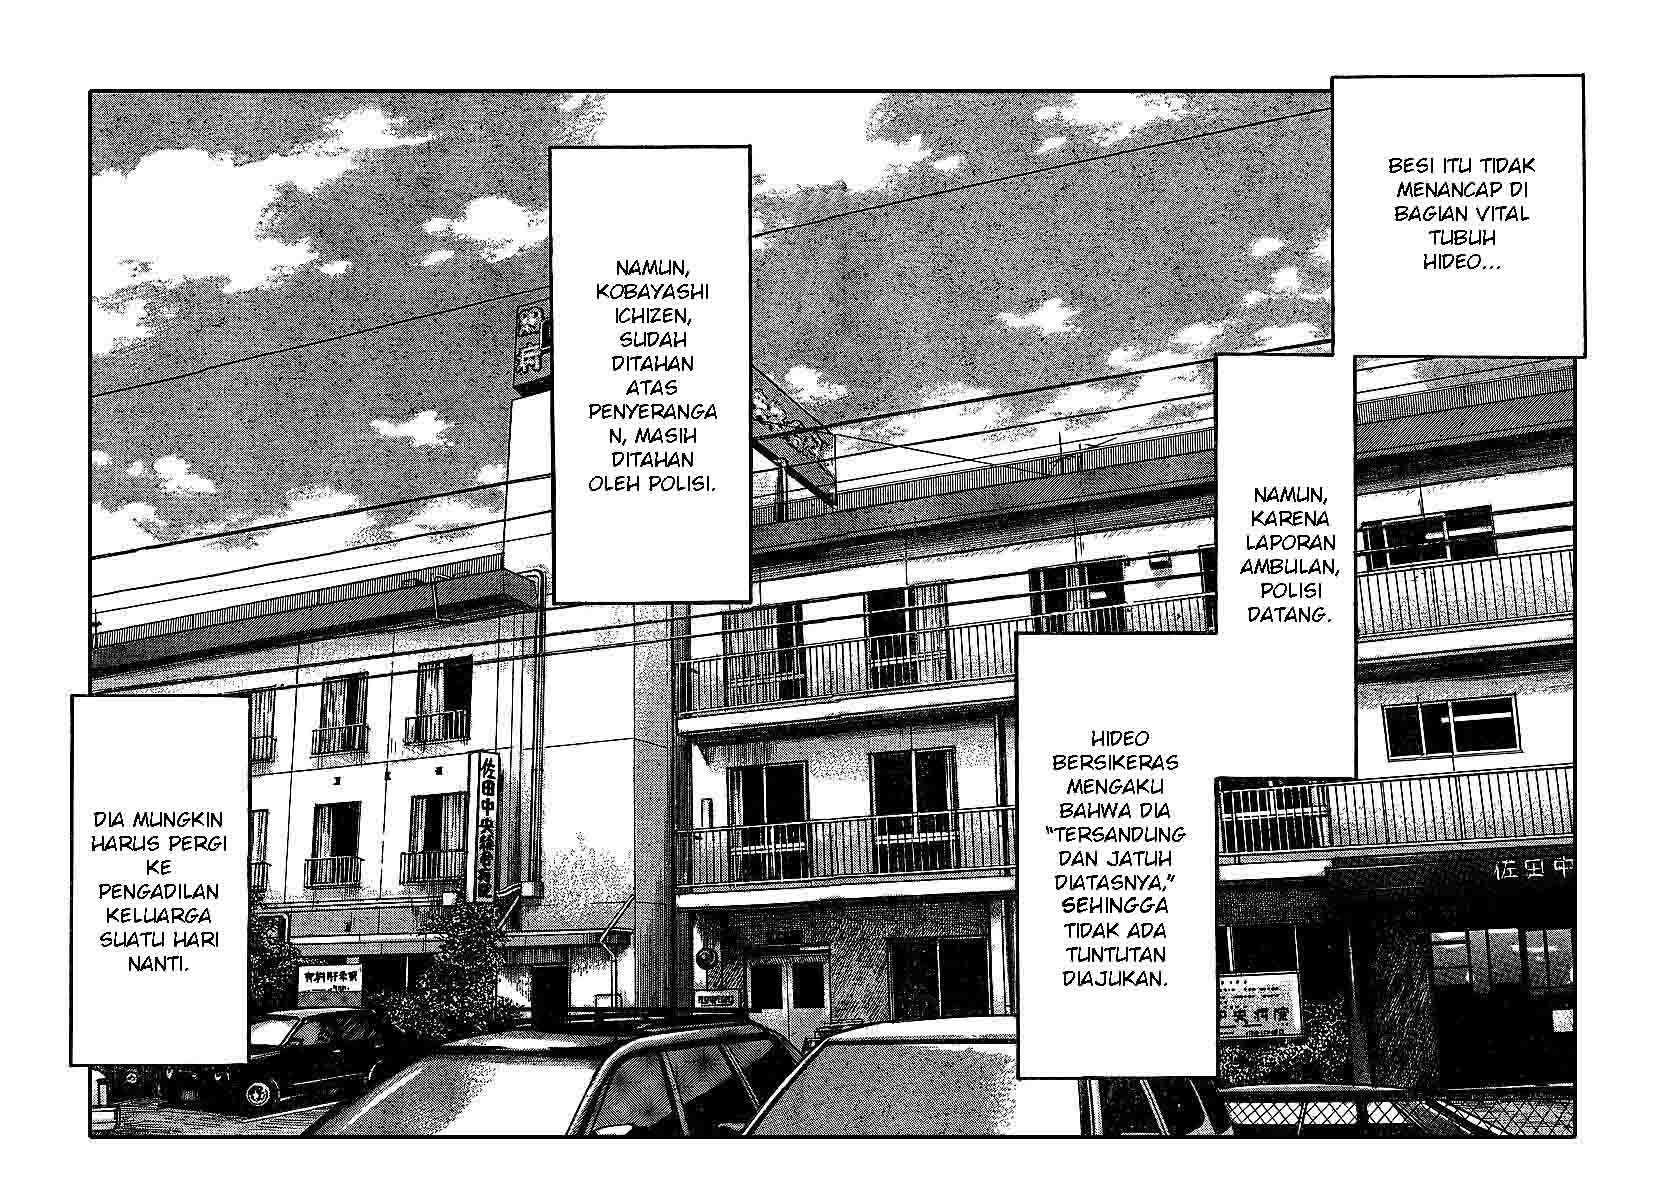 BESI ITU TIDAK
MENANCAP DI
BAGIAN VITAL
TUBUH
HIDEO...
NAMUN,
KARENA
LAPORAN
AMBULAN,
POLISI
DATANG.
HIDEO
BERSIKERAS
MENGAKU
BAHWA DIA
"TERSANDUNG
DAN JATUH
DIATASNYA,"
SEHINGGA
TIDAK ADA
TUNTUTAN
DIAJUKAN.
NAMUN,
KOBAYASHI
ICHIZEN,
SUDAH
DITAHAN
ATAS
PENYERANGA
N, MASIH
DITAHAN
OLEH POLISI.
DIA MUNGKIN
HARUS PERGI
KE
PENGADILAN
KELUARGA
SUATU HARI
NANTI.
佐田中央総合病院
佐田中